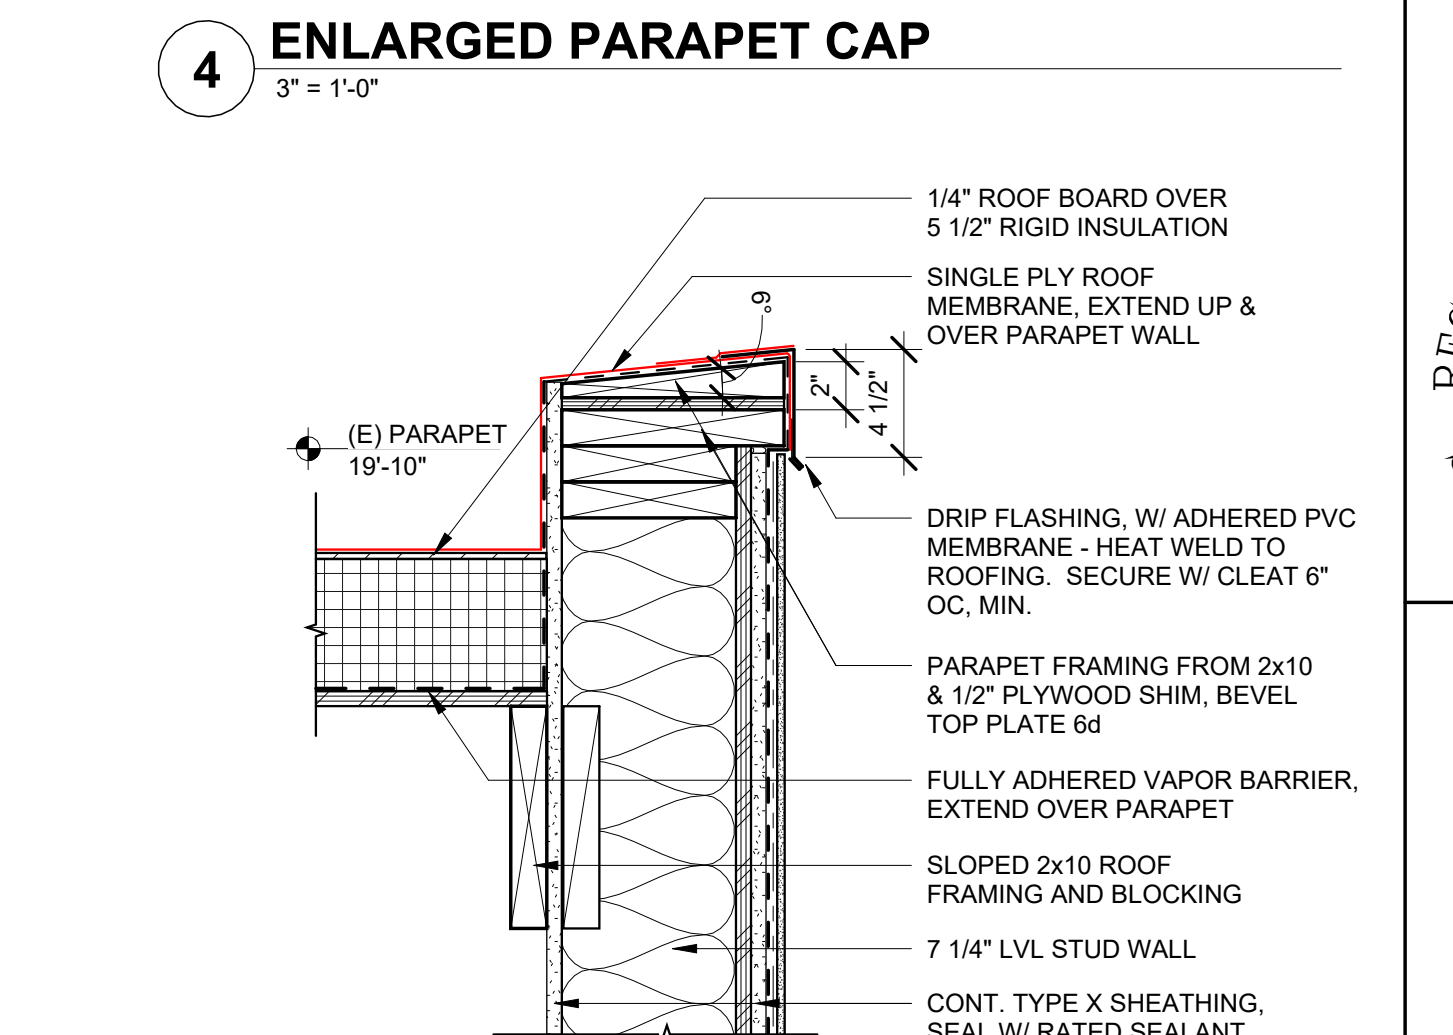 4
ENLARGED PARAPET CAP
3" = 1'-0"
1/4" ROOF BOARD OVER
5 1/2" RIGID INSULATION
SINGLE PLY ROOF
MEMBRANE, EXTEND UP &
OVER PARAPET WALL
6°
2"
4 1/2"
(E) PARAPET
19'-10"
DRIP FLASHING, W/ ADHERED PVC
MEMBRANE - HEAT WELD TO
ROOFING.  SECURE W/ CLEAT 6"
OC, MIN.
PARAPET FRAMING FROM 2x10
& 1/2" PLYWOOD SHIM, BEVEL
TOP PLATE 6d
FULLY ADHERED VAPOR BARRIER,
EXTEND OVER PARAPET
SLOPED 2x10 ROOF
FRAMING AND BLOCKING
7 1/4" LVL STUD WALL
CONT. TYPE X SHEATHING,
SEAL W/ RATED SEALANT